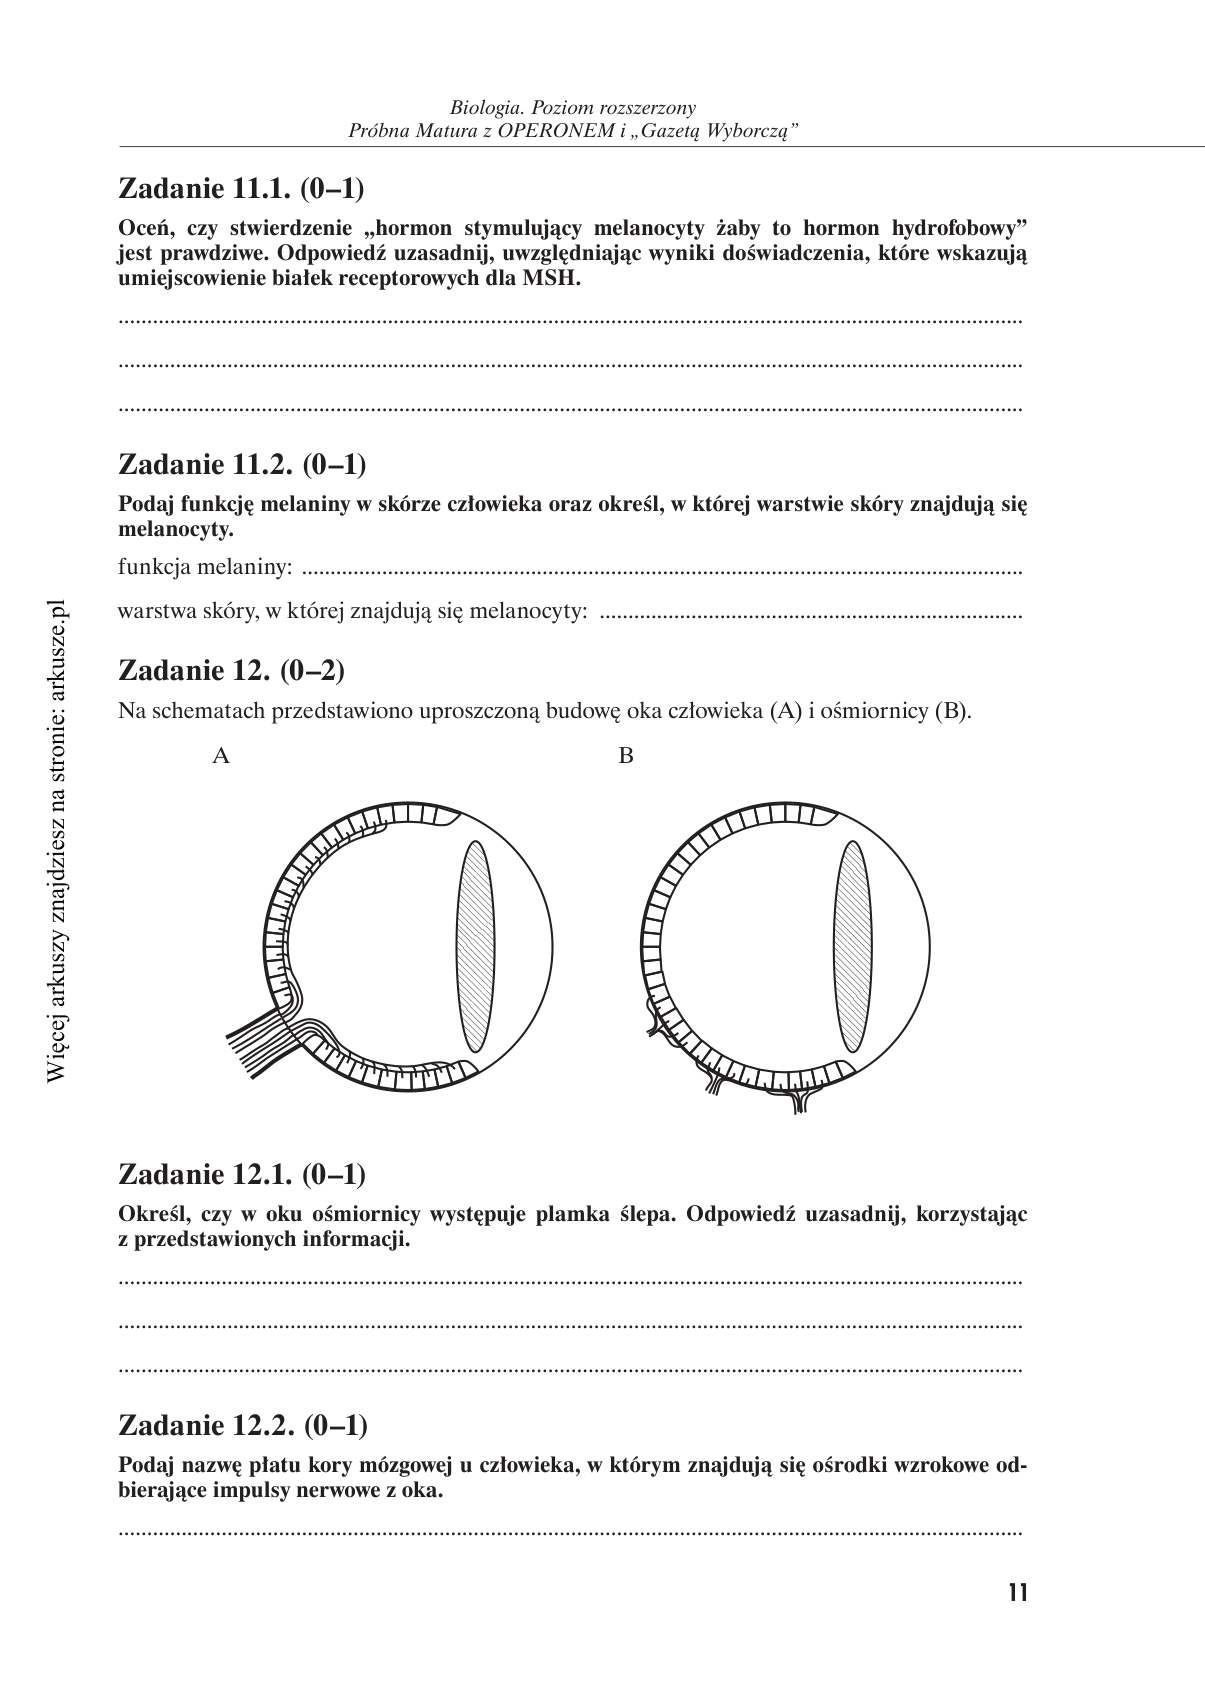 Biologia. Poziom rozszerzony
Próbna Matura z OPERONEM i „Gazetą Wyborczą”
Zadanie 11.1. (0–1)
Oceń, czy stwierdzenie „hormon stymulujący melanocyty żaby to hormon hydrofobowy”
jest prawdziwe. Odpowiedź uzasadnij, uwzględniając wyniki doświadczenia, które wskazują
umiejscowienie białek receptorowych dla MSH.
Zadanie 11.2. (0–1)
Podaj funkcję melaniny w skórze człowieka oraz określ, w której warstwie skóry znajdują się
melanocyty.
funkcja melaniny:
warstwa skóry, w której znajdują się melanocyty:
Zadanie 12. (0–2)
Na schematach przedstawiono uproszczoną budowę oka człowieka (A) i ośmiornicy (B).
A B
Zadanie 12.1. (0–1)
Określ, czy w oku ośmiornicy występuje plamka ślepa. Odpowiedź uzasadnij, korzystając
z przedstawionych informacji.
Zadanie 12.2. (0–1)
Podaj nazwę płatu kory mózgowej u człowieka, w którym znajdują się ośrodki wzrokowe od-
bierające impulsy nerwowe z oka.
11
Więcej arkuszy znajdziesz na stronie: arkusze.pl